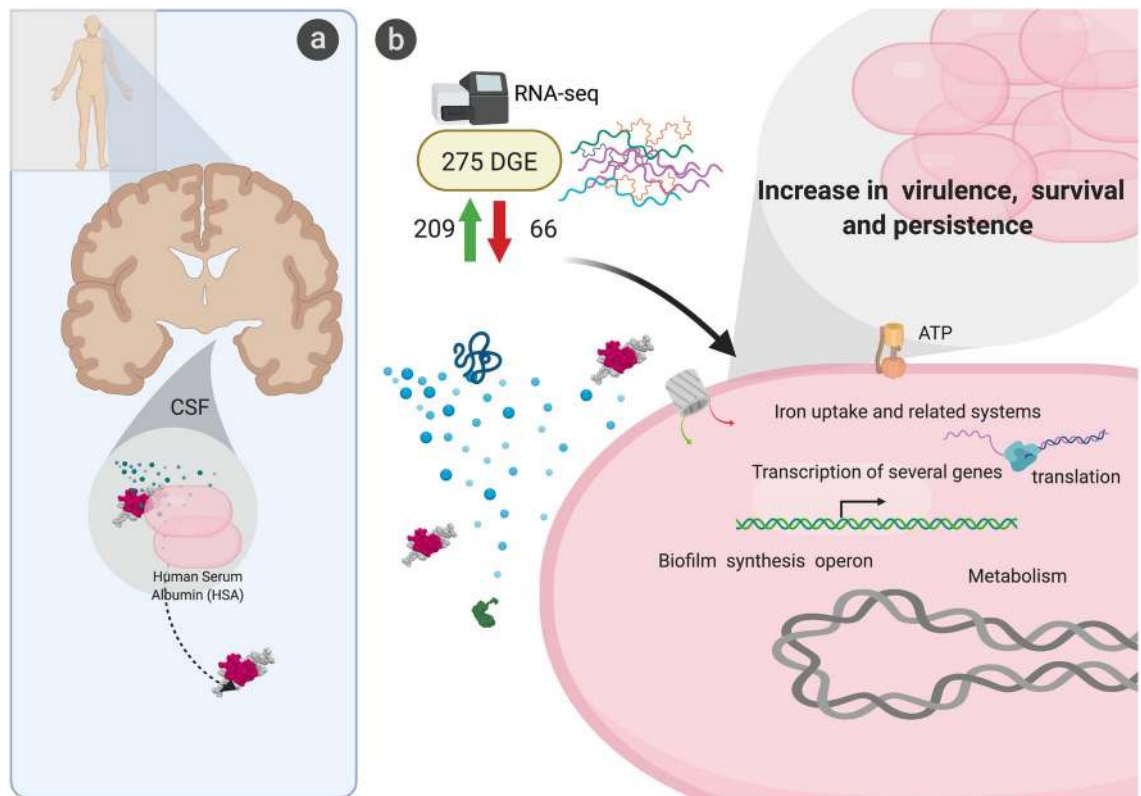 a
CSF
Human Serum
Albumin (HSA)
b
RNA-seq
275 DGE
209
66
Increase in virulence, survival
and persistence
ATP
Iron uptake and related systems
Transcription of several genes
translation
Biofilm synthesis operon
Metabolism